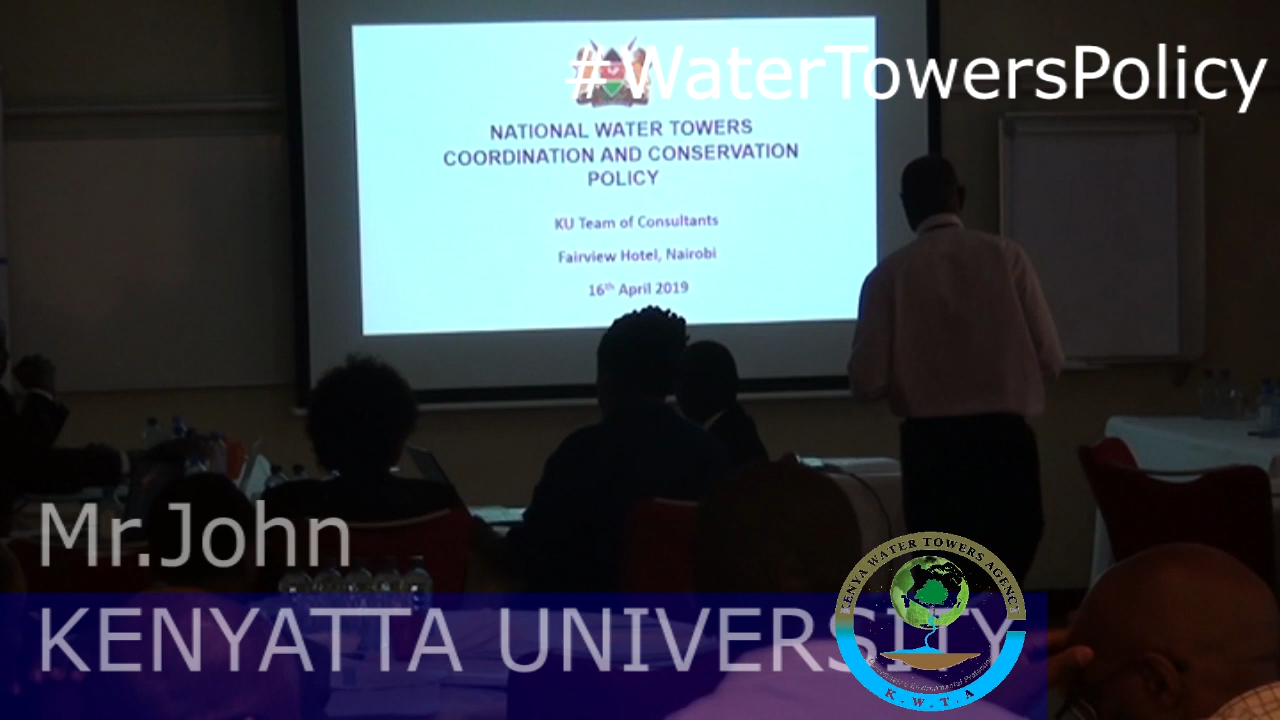 #WaterTowersPolicy
NATIONAL WATER TOWERS
COORDINATION AND CONSERVATION
POLICY
KU Team of Consultants
Fairview Hotel, Nairobi
16th April 2019
Mr.John
KENYATTA UNIVERSITY
KENYA WATER TOWERS AGENCY
K.W.T.A